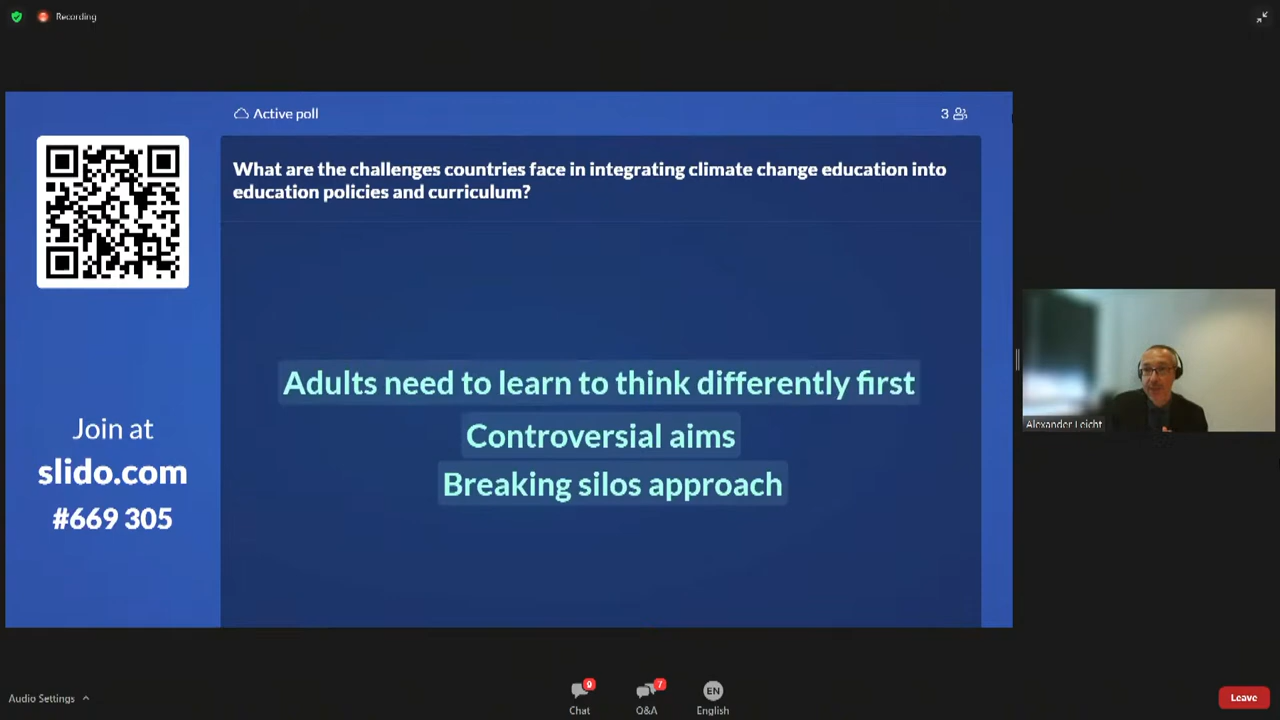 Recording
Active poll
3
What are the challenges countries face in integrating climate change education into
education policies and curriculum?
Adults need to learn to think differently first
Controversial aims
Breaking silos approach
Join at
slido.com
#669 305
Alexander Leicht
Audio Settings
9
Chat
7
Q&A
EN
English
Leave